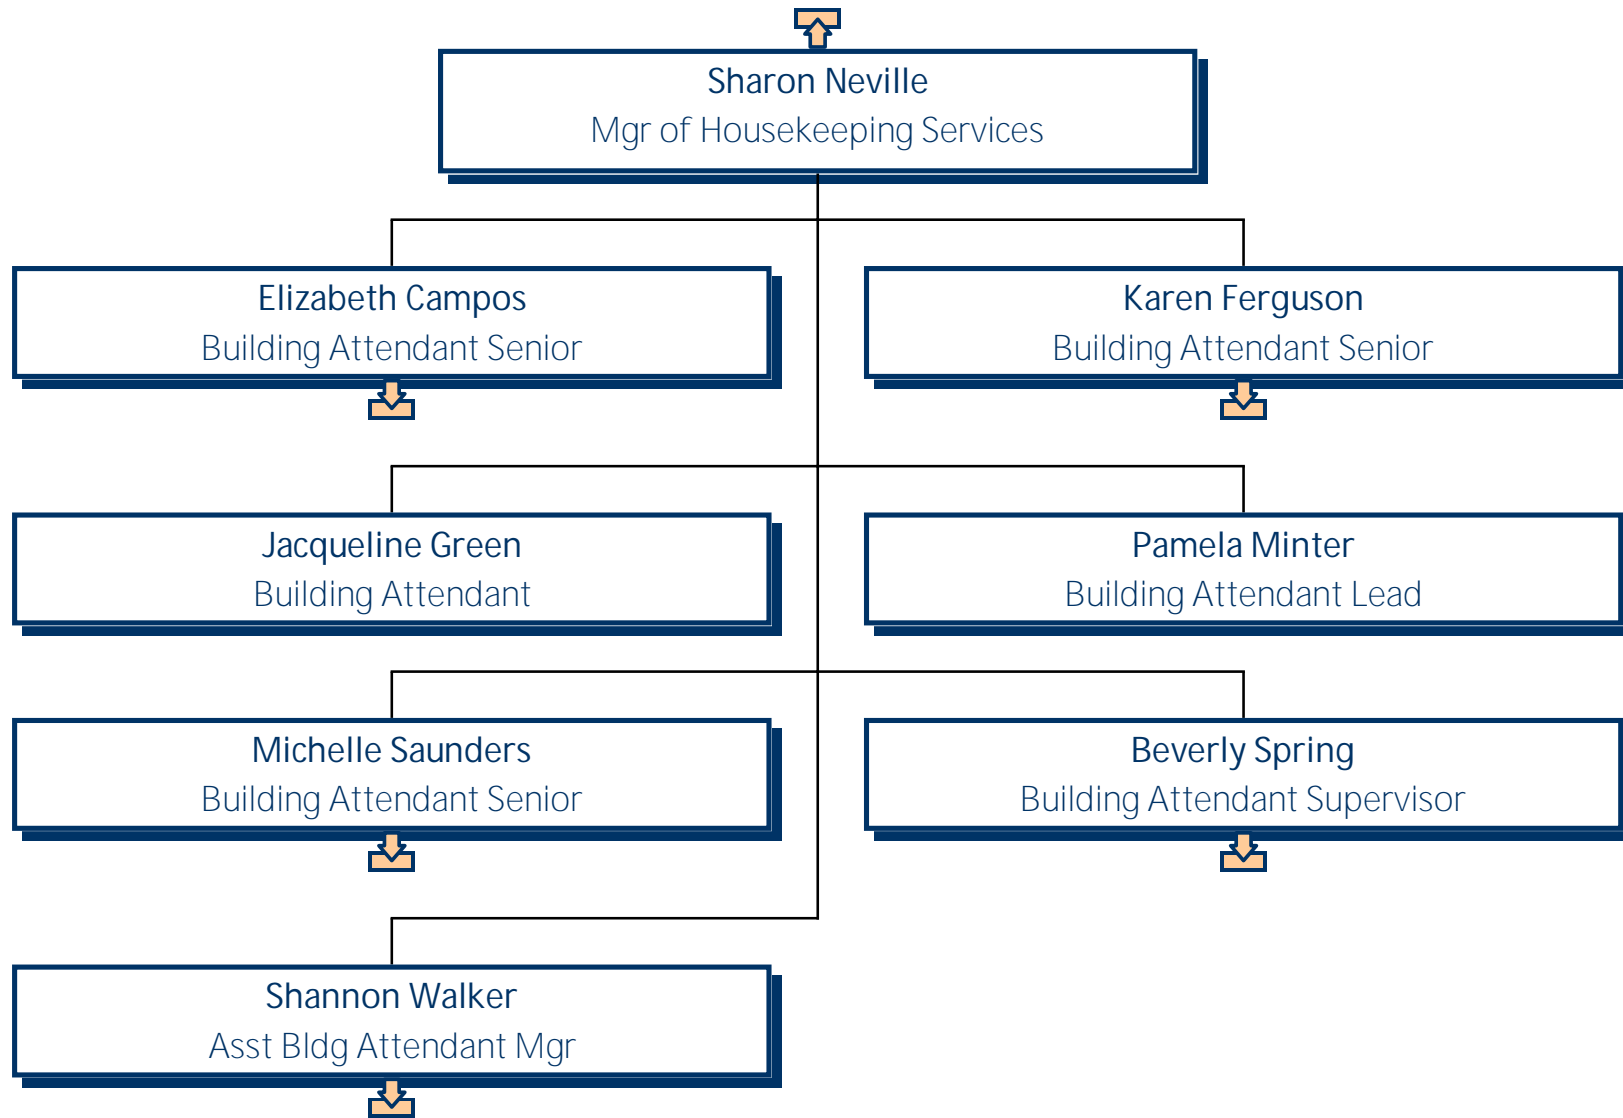 Sharon Neville
Mgr of Housekeeping Services
Elizabeth Campos
Building Attendant Senior
Karen Ferguson
Building Attendant Senior
Jacqueline Green
Building Attendant
Pamela Minter
Building Attendant Lead
Michelle Saunders
Building Attendant Senior
Beverly Spring
Building Attendant Supervisor
Shannon Walker
Asst Bldg Attendant Mgr